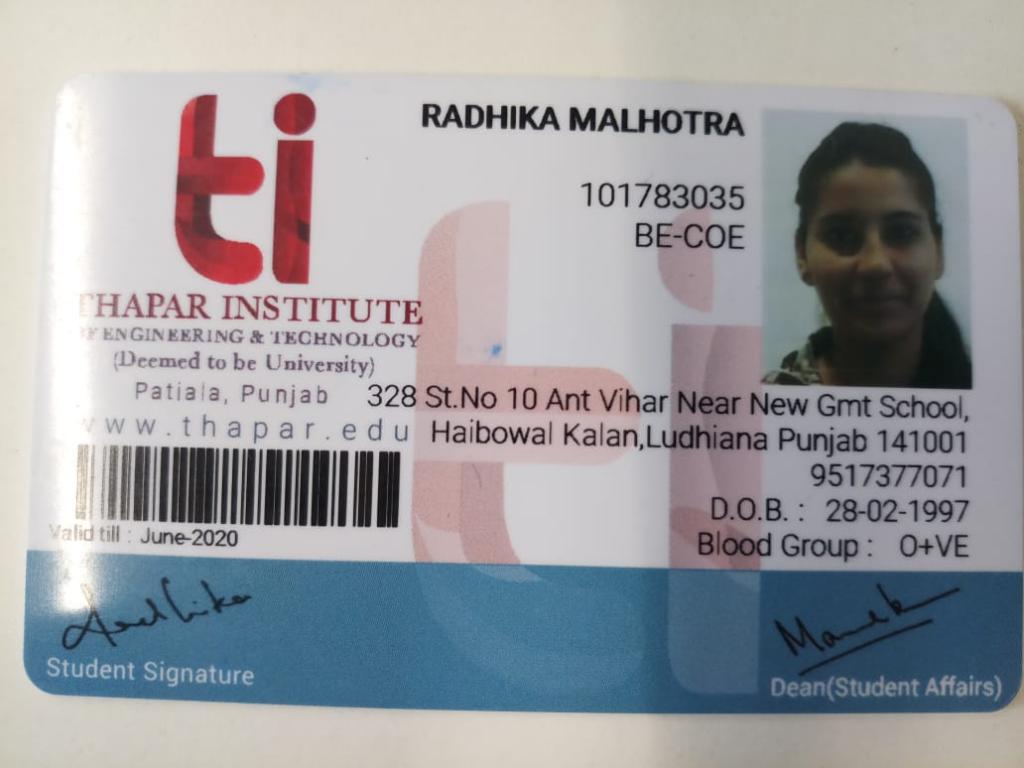 ti
THAPAR INSTITUTE
OF ENGINEERING & TECHNOLOGY
(Deemed to be University)
Patiala, Punjab
www.thapar.edu
Valid till : June-2020
RADHIKA MALHOTRA
101783035
BE-COE
328 St.No 10 Ant Vihar Near New Gmt School,
Haibowal Kalan,Ludhiana Punjab 141001
9517377071
D.O.B. : 28-02-1997
Blood Group : O+VE
Radhika
Student Signature
Dean(Student Affairs)